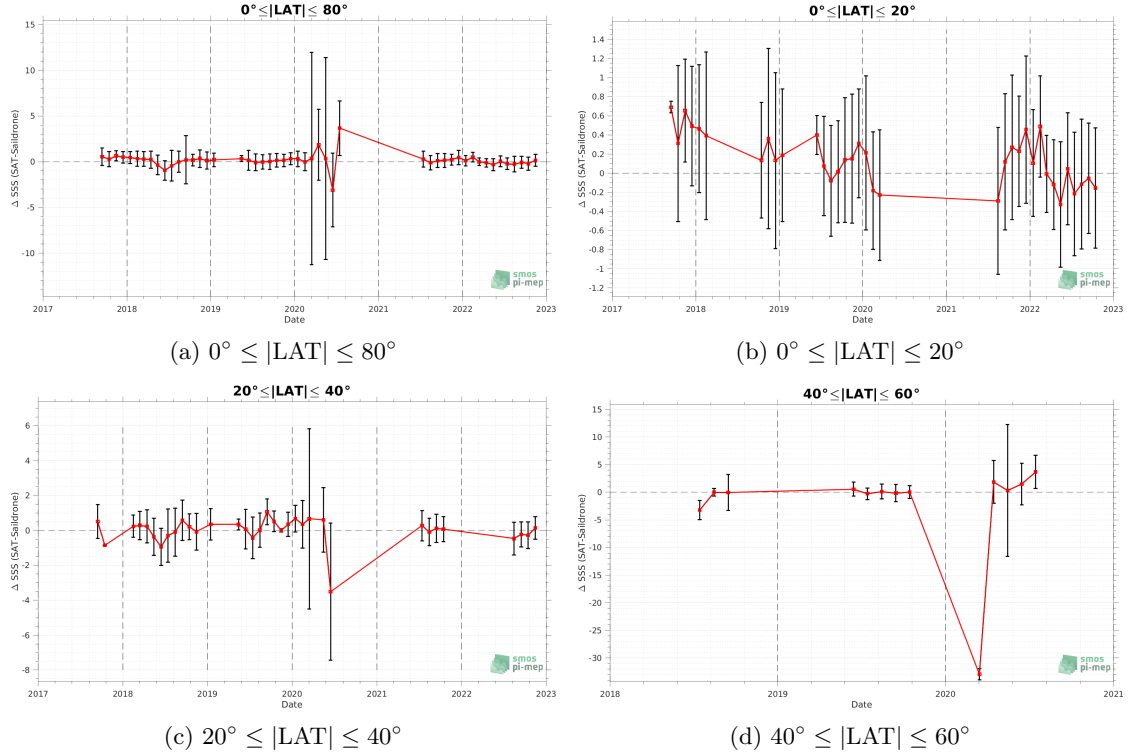 0°≤|LAT|≤ 80°
Δ SSS (SAT-Saildrone)
15
10
5
0
-5
-10
smos
pi-mep
2017 2018 2019 2020 2021 2022 2023
Date
(a) 0° ≤ |LAT| ≤ 80°
0°≤|LAT|≤ 20°
Δ SSS (SAT-Saildrone)
1.4
1.2
1
0.8
0.6
0.4
0.2
0
-0.2
-0.4
-0.6
-0.8
-1
-1.2
smos
pi-mep
2017 2018 2019 2020 2021 2022 2023
Date
(b) 0° ≤ |LAT| ≤ 20°
20°≤|LAT|≤ 40°
Δ SSS (SAT-Saildrone)
6
4
2
0
-2
-4
-6
-8
smos
pi-mep
2017 2018 2019 2020 2021 2022 2023
Date
(c) 20° ≤ |LAT| ≤ 40°
40°≤|LAT|≤ 60°
Δ SSS (SAT-Saildrone)
15
10
5
0
-5
-10
-15
-20
-25
-30
smos
pi-mep
2018 2019 2020 2021
Date
(d) 40° ≤ |LAT| ≤ 60°